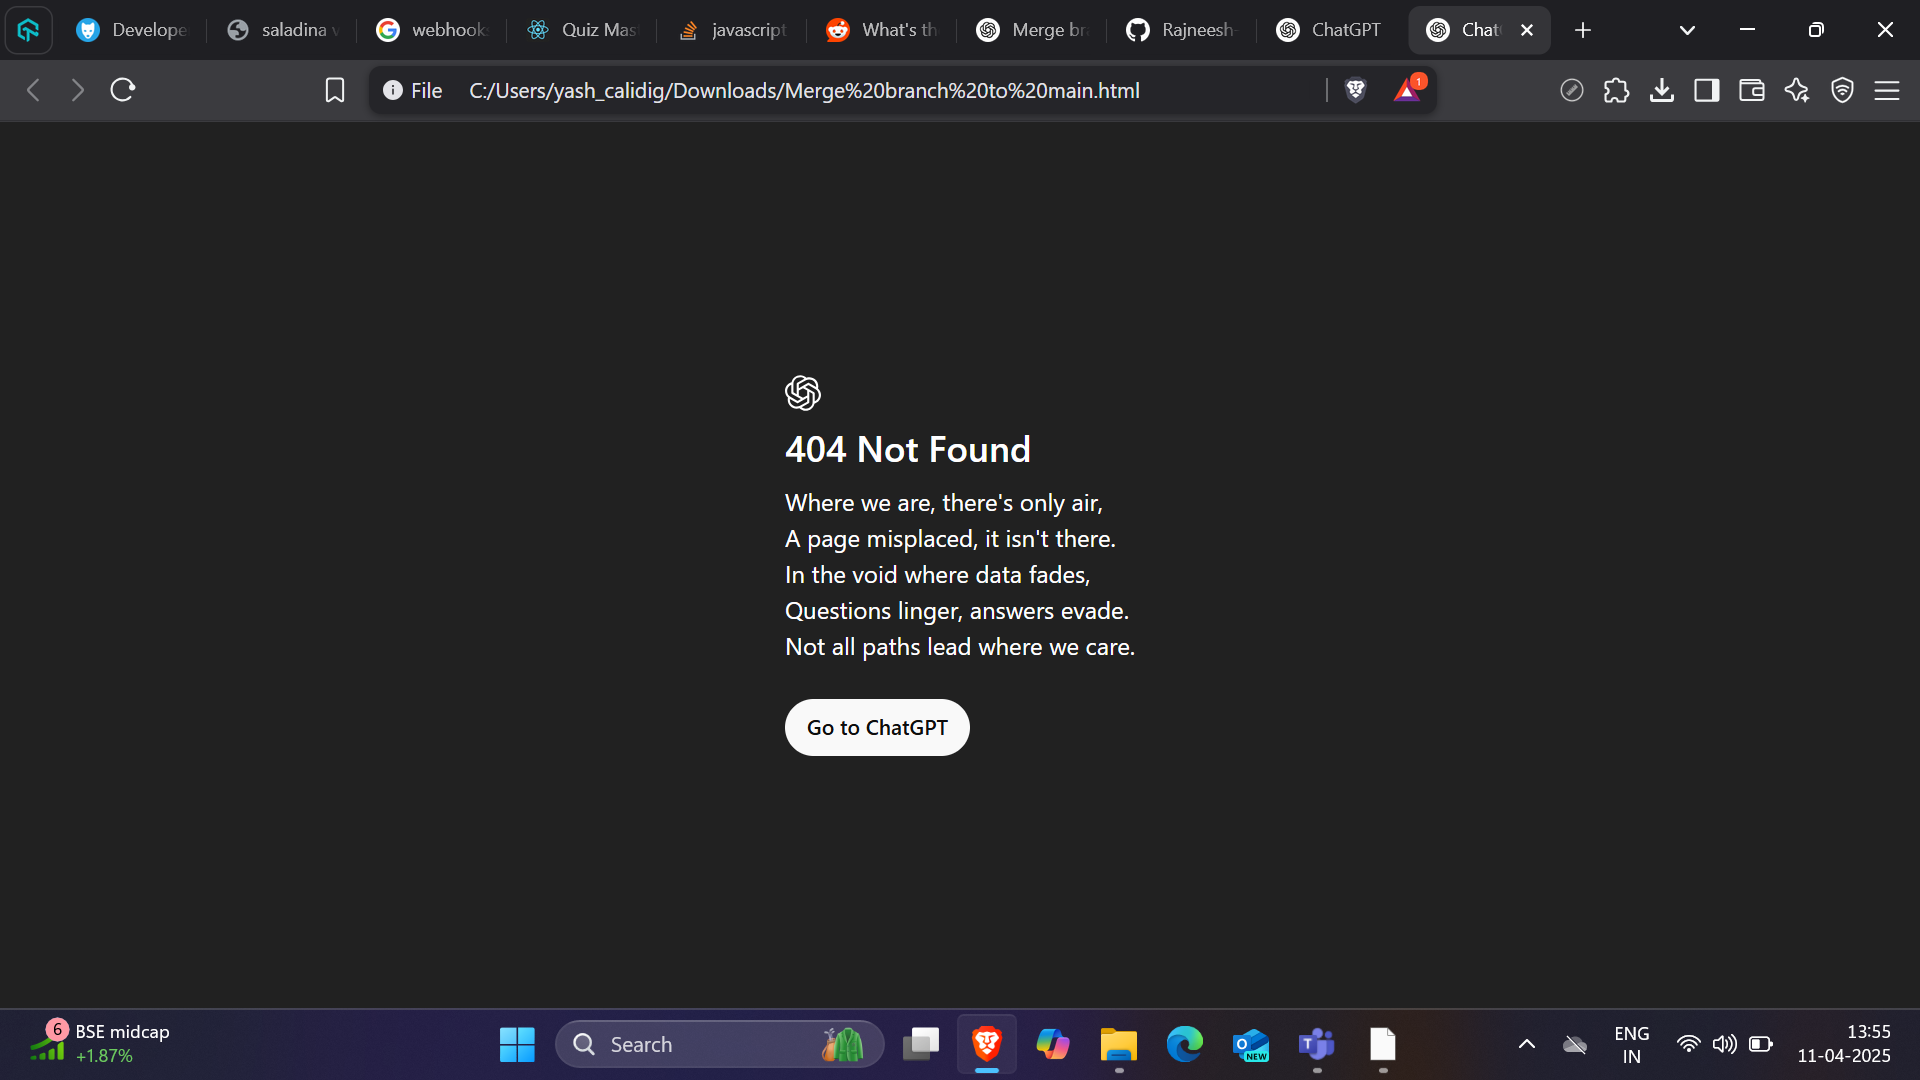 Develope
saladina v
webhook
Quiz Mas
javascript
What's th
Merge br
Rajneesh-
ChatGPT
Chat
File C:/Users/yash_calidig/Downloads/Merge%20branch%20to%20main.html
1
404 Not Found
Where we are, there's only air,
A page misplaced, it isn't there.
In the void where data fades,
Questions linger, answers evade.
Not all paths lead where we care.
Go to ChatGPT
6
BSE midcap
+1.87%
Search
NEW
ENG
IN
13:55
11-04-2025